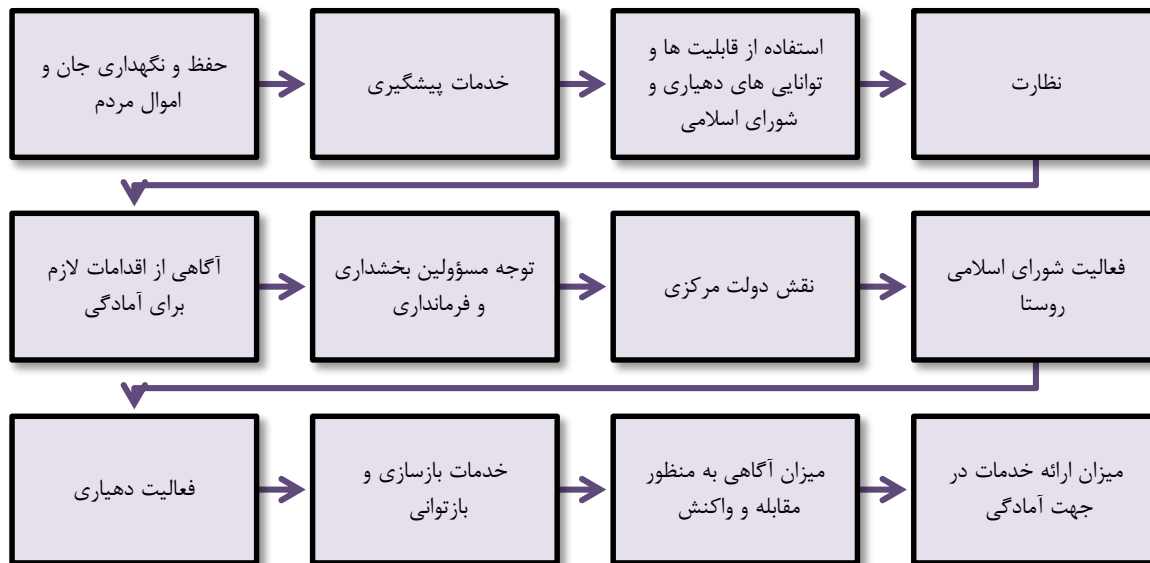 حفظ و نگهداری جان و
اموال مردم
خدمات پیشگیری
استفاده از قابلیت ها و
توانایی های دهیاری و
شورای اسلامی
نظارت
آگاهی از اقدامات لازم
برای آمادگی
توجه مسؤولین بخشداری
و فرمانداری
نقش دولت مرکزی
فعالیت شورای اسلامی
روستا
فعالیت دهیاری
خدمات بازسازی و
بازتوانی
میزان آگاهی به منظور
مقابله و واکنش
میزان ارائه خدمات در
جهت آمادگی